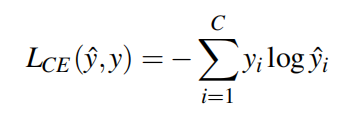 L_{CE}(ŷ,y) = −∑_{i=1}^{C} y_i log ŷ_i